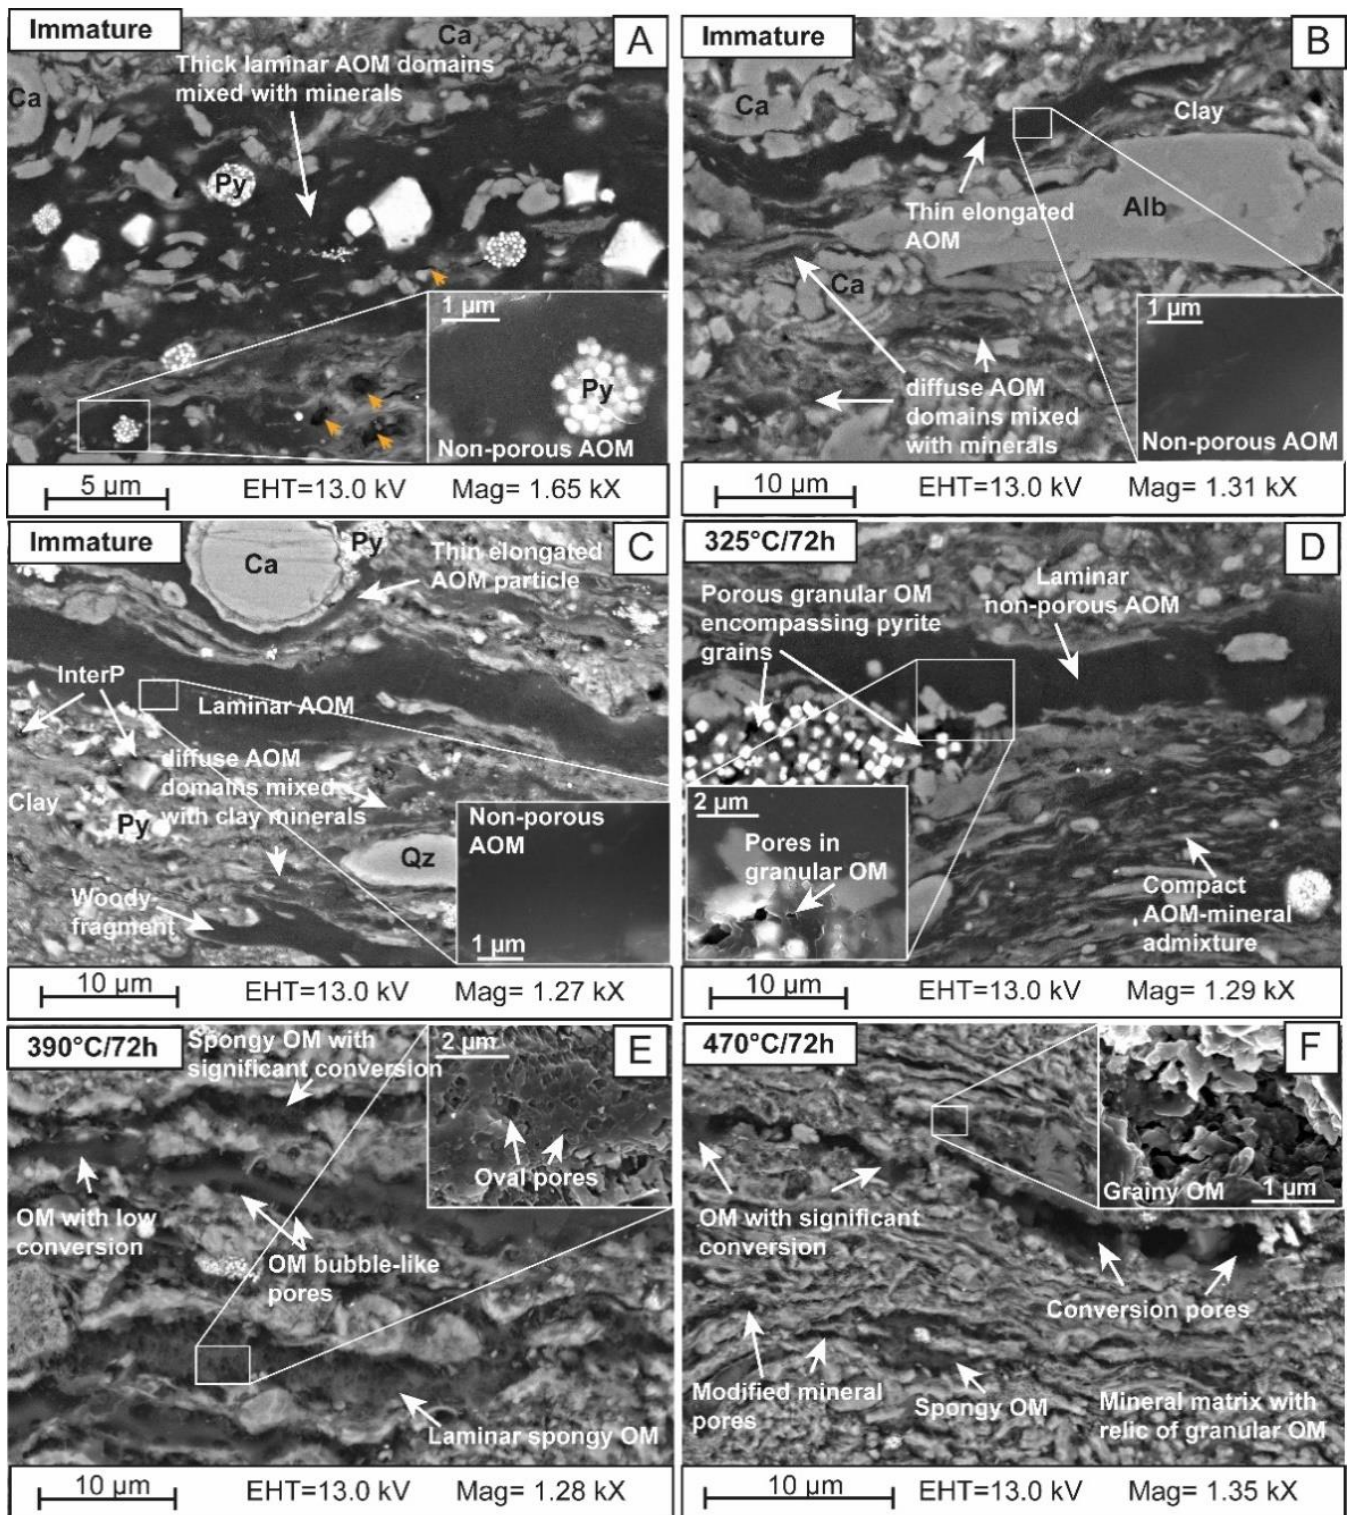 Immature
A
Ca
Thick laminar AOM domains
mixed with minerals
Ca
Py
1 µm
Py
Non-porous AOM
5 µm
EHT=13.0 kV
Mag= 1.65 kX
Immature
B
Ca
Clay
Thin elongated
AOM
Alb
Ca
1 µm
diffuse AOM
domains mixed
with minerals
Non-porous AOM
10 µm
EHT=13.0 kV
Mag= 1.31 kX
Immature
C
Ca
Py
Thin elongated
AOM particle
InterP
Laminar AOM
diffuse AOM
domains mixed
with clay minerals
Clay
Py
Non-porous
AOM
Qz
Woody-
fragment
1 µm
10 µm
EHT=13.0 kV
Mag= 1.27 kX
325°C/72h
D
Porous granular OM
encompassing pyrite
grains
Laminar
non-porous AOM
2 µm
Pores in
granular OM
Compact
AOM-mineral
admixture
10 µm
EHT=13.0 kV
Mag= 1.29 kX
390°C/72h
E
Spongy OM with
significant conversion
2 µm
Oval pores
OM with low
conversion
OM bubble-like
pores
Laminar spongy OM
10 µm
EHT=13.0 kV
Mag= 1.28 kX
470°C/72h
F
Grainy OM
1 µm
OM with significant
conversion
Conversion pores
Modified mineral
pores
Spongy OM
Mineral matrix with
relic of granular OM
10 µm
EHT=13.0 kV
Mag= 1.35 kX